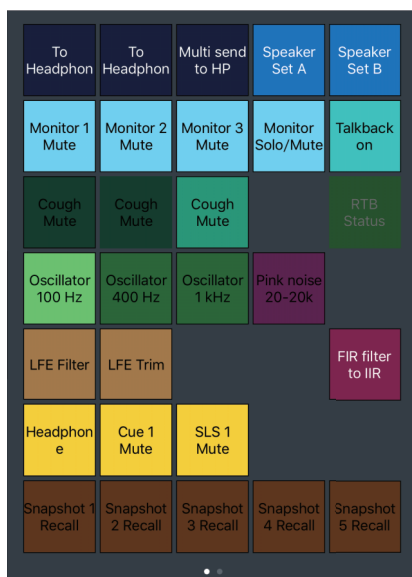 To
Headphon
To
Headphon
Multi send
to HP
Speaker
Set A
Speaker
Set B
Monitor 1
Mute
Monitor 2
Mute
Monitor 3
Mute
Monitor
Solo/Mute
Talkback
on
Cough
Mute
Cough
Mute
Cough
Mute
RTB
Status
Oscillator
100 Hz
Oscillator
400 Hz
Oscillator
1 kHz
Pink noise
20-20k
LFE Filter
LFE Trim
FIR filter
to IIR
Headphon
e
Cue 1
Mute
SLS 1
Mute
Snapshot 1
Recall
Snapshot
2 Recall
Snapshot
3 Recall
Snapshot
4 Recall
Snapshot
5 Recall